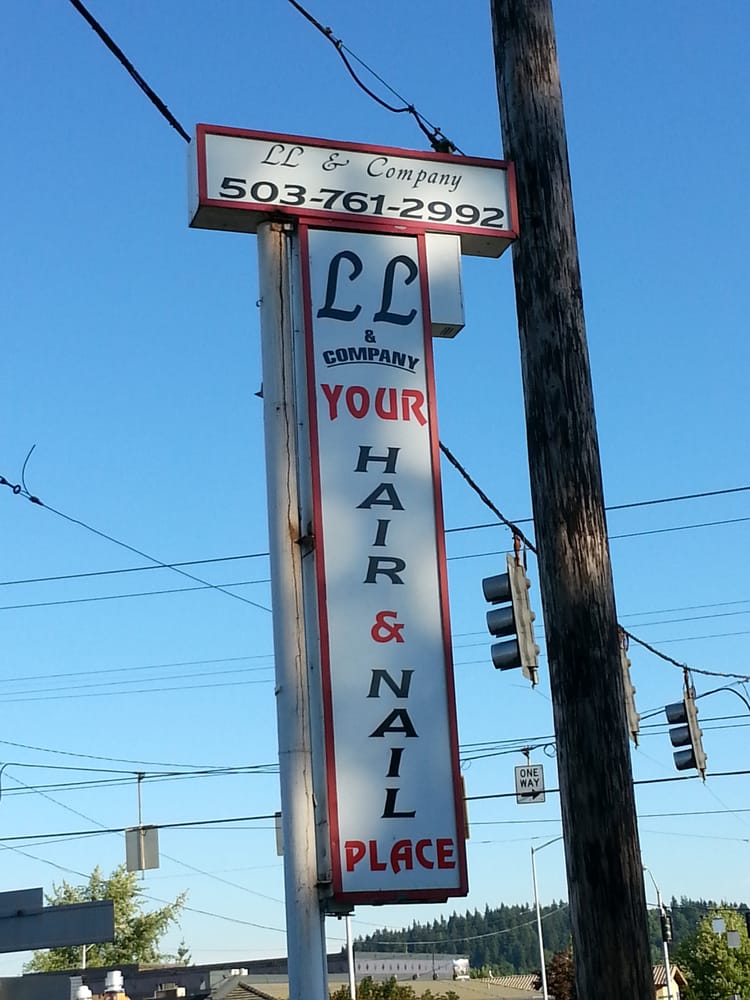 LL & Company
503-761-2992
LL
&
COMPANY
YOUR
HAIR
&
NAIL
PLACE
ONE
WAY